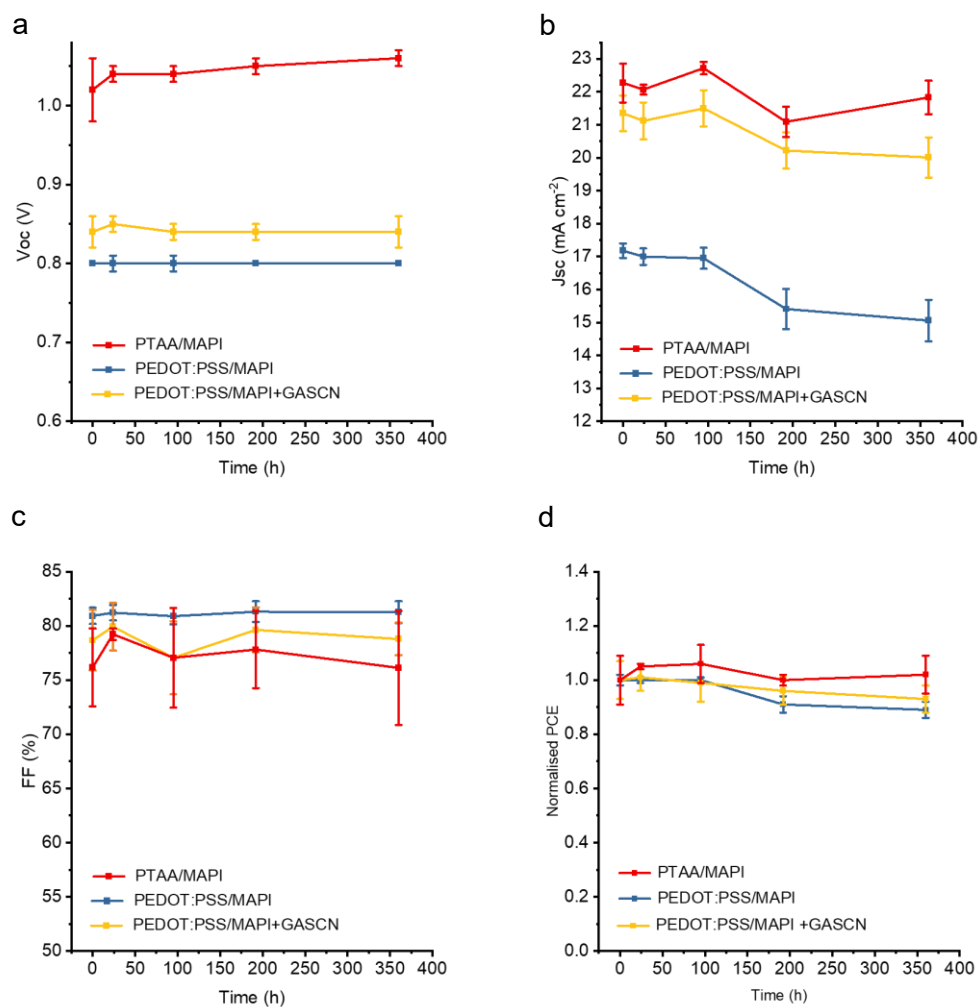 a
Voc (V)
1.0
0.9
0.8
0.7
0.6
PTAA/MAPI
PEDOT:PSS/MAPI
PEDOT:PSS/MAPI+GASCN
0 50 100 150 200 250 300 350 400
Time (h)
b
Jsc (mA cm⁻²)
23
22
21
20
19
18
17
16
15
14
13
12
PTAA/MAPI
PEDOT:PSS/MAPI
PEDOT:PSS/MAPI+GASCN
0 50 100 150 200 250 300 350 400
Time (h)
c
FF (%)
85
80
75
70
65
60
55
50
PTAA/MAPI
PEDOT:PSS/MAPI
PEDOT:PSS/MAPI+GASCN
0 50 100 150 200 250 300 350 400
Time (h)
d
Normalised PCE
1.4
1.2
1.0
0.8
0.6
0.4
0.2
0.0
PTAA/MAPI
PEDOT:PSS/MAPI
PEDOT:PSS/MAPI +GASCN
0 50 100 150 200 250 300 350 400
Time (h)